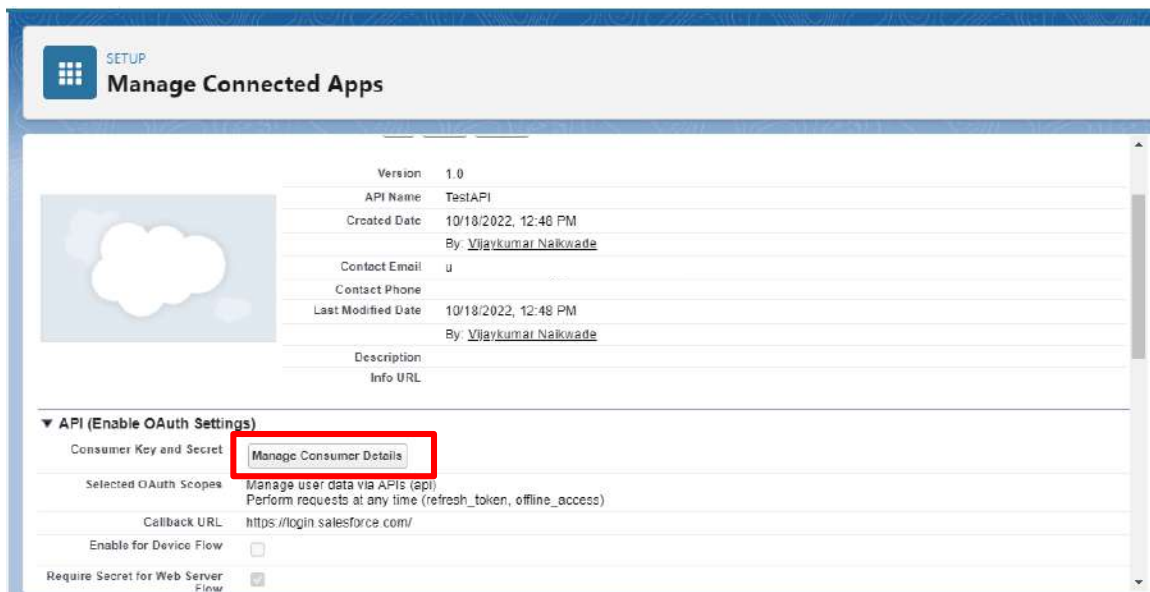 SETUP
Manage Connected Apps
Version 1.0
API Name TestAPI
Created Date 10/18/2022, 12:48 PM
By: Vijaykumar Naikwade
Contact Email u
Contact Phone
Last Modified Date 10/18/2022, 12:48 PM
By: Vijaykumar Naikwade
Description
Info URL
API (Enable OAuth Settings)
Consumer Key and Secret Manage Consumer Details
Selected OAuth Scopes Manage user data via APIs (api)
Perform requests at any time (refresh_token, offline_access)
Callback URL https://login.salesforce.com/
Enable for Device Flow
Require Secret for Web Server
Flow